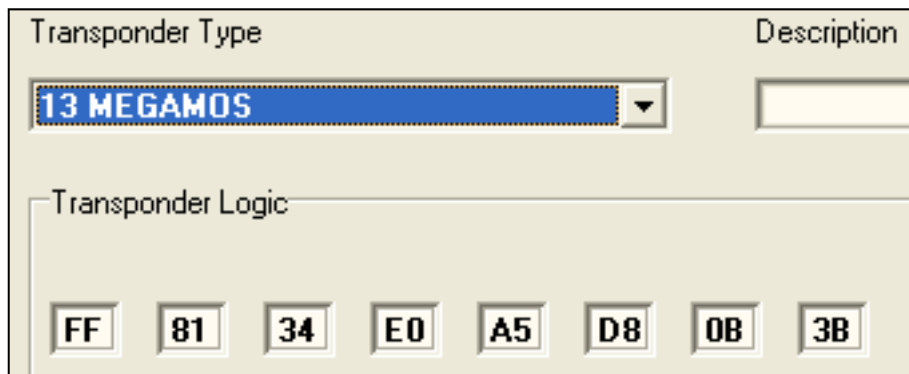 Transponder Type Description
13 MEGAMOS
Transponder Logic
FF 81 34 E0 A5 D8 0B 3B